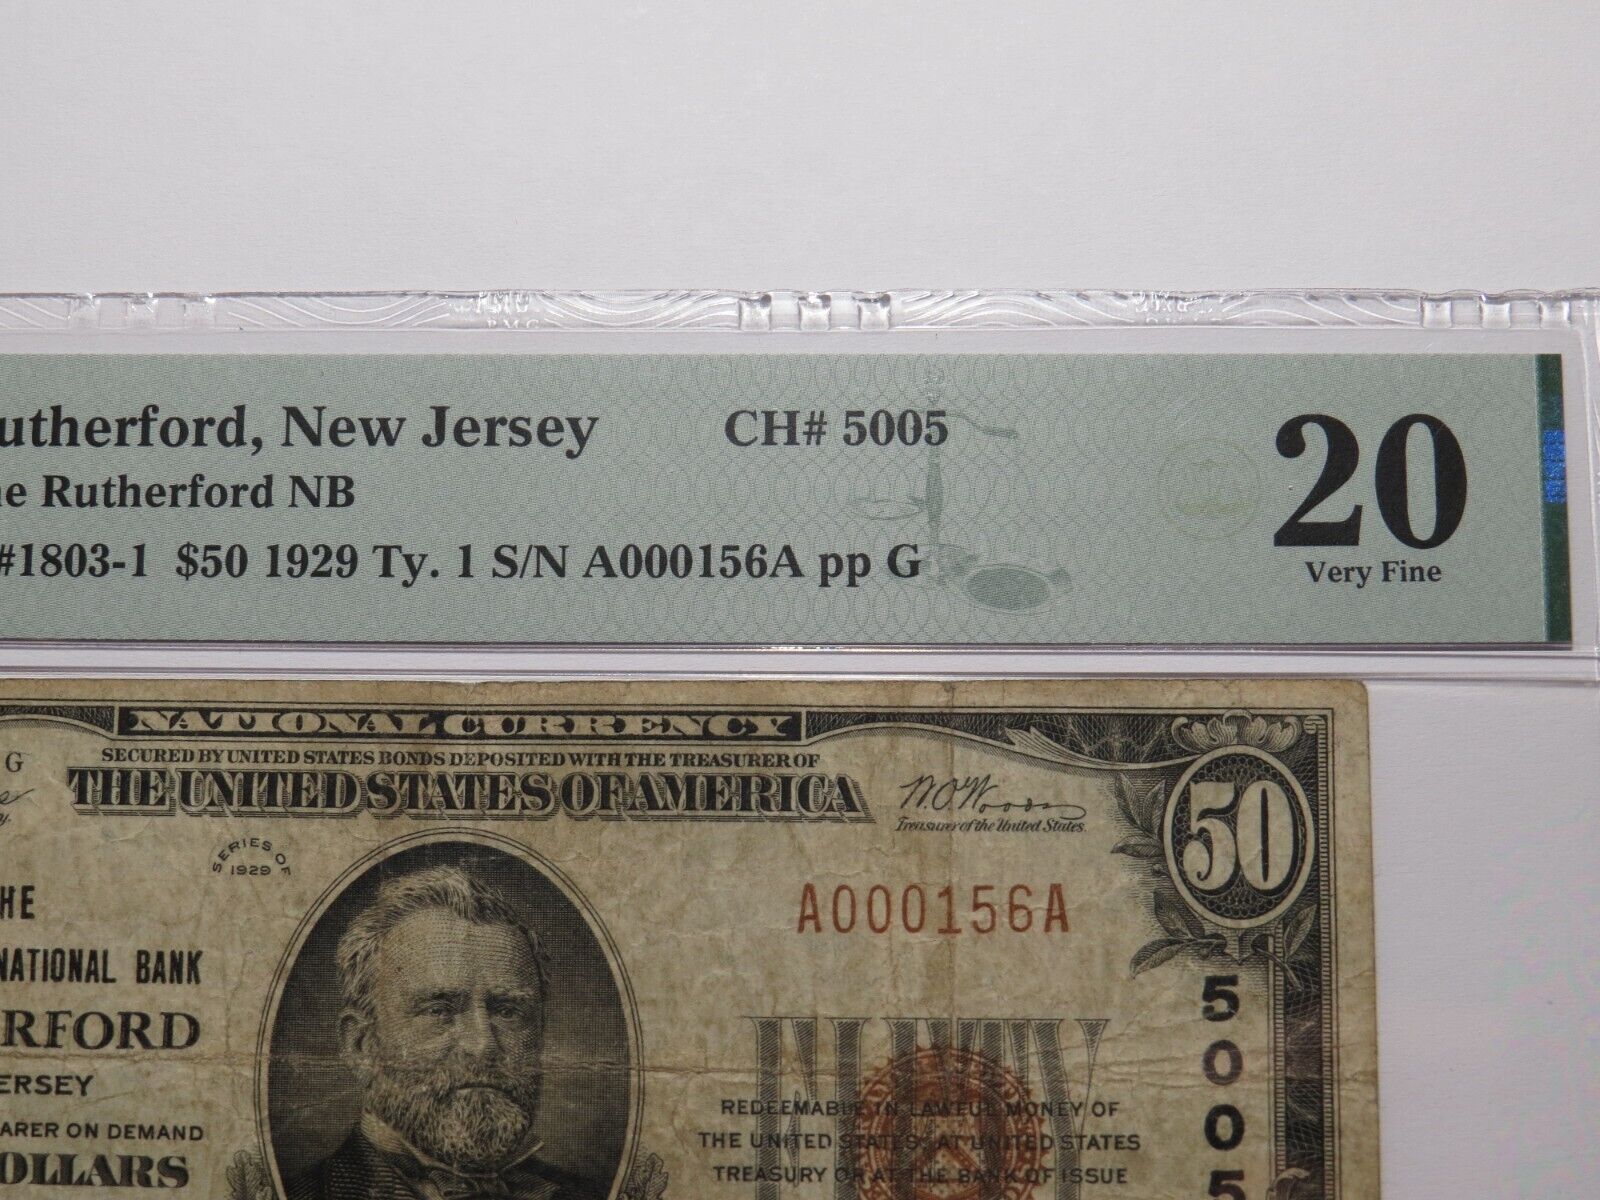 utherford, New Jersey CH# 5005
e Rutherford NB
#1803-1 $50 1929 Ty. 1 S/N A000156A pp G
20
Very Fine
NATIONAL CURRENCY
SECURED BY UNITED STATES BONDS DEPOSITED WITH THE TREASURER OF
THE UNITED STATES OF AMERICA
G
W.O. Woods
Treasurer of the United States.
50
SERIES OF
1929
HE
A000156A
NATIONAL BANK
RFORD
ERSEY
ARER ON DEMAND
OLLARS
FIFTY
REDEEMABLE IN LAWFUL MONEY OF
THE UNITED STATES AT UNITED STATES
TREASURY OR AT THE BANK OF ISSUE
5005